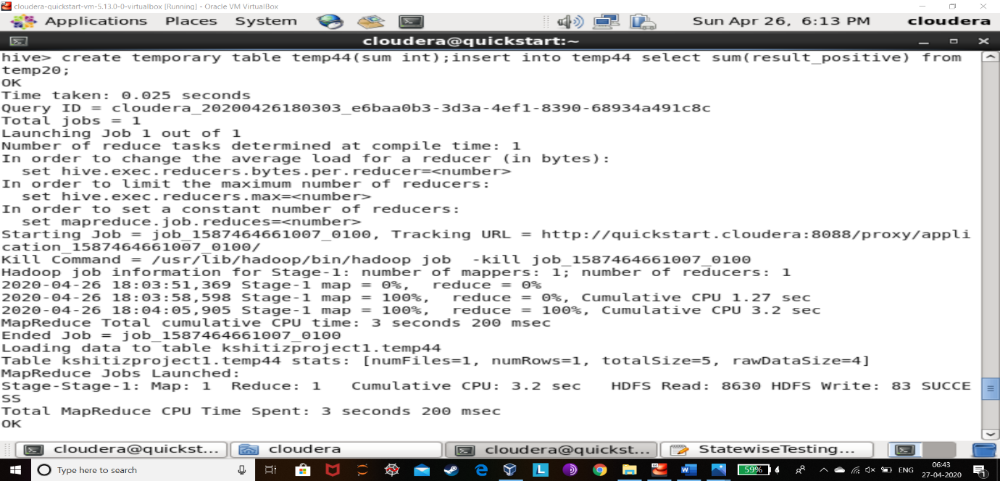 cloudera-quickstart-vm-5.13.0-0-virtualbox [Running] - Oracle VM VirtualBox
Applications Places System Sun Apr 26, 6:13 PM cloudera
cloudera@quickstart:~
hive> create temporary table temp44(sum int);insert into temp44 select sum(result_positive) from
temp20;
OK
Time taken: 0.025 seconds
Query ID = cloudera_20200426180303_e6baa0b3-3d3a-4ef1-8390-68934a491c8c
Total jobs = 1
Launching Job 1 out of 1
Number of reduce tasks determined at compile time: 1
In order to change the average load for a reducer (in bytes):
  set hive.exec.reducers.bytes.per.reducer=<number>
In order to limit the maximum number of reducers:
  set hive.exec.reducers.max=<number>
In order to set a constant number of reducers:
  set mapreduce.job.reduces=<number>
Starting Job = job_1587464661007_0100, Tracking URL = http://quickstart.cloudera:8088/proxy/appli
cation_1587464661007_0100/
Kill Command = /usr/lib/hadoop/bin/hadoop job  -kill job_1587464661007_0100
Hadoop job information for Stage-1: number of mappers: 1; number of reducers: 1
2020-04-26 18:03:51,369 Stage-1 map = 0%,  reduce = 0%
2020-04-26 18:03:58,598 Stage-1 map = 100%,  reduce = 0%, Cumulative CPU 1.27 sec
2020-04-26 18:04:05,905 Stage-1 map = 100%,  reduce = 100%, Cumulative CPU 3.2 sec
MapReduce Total cumulative CPU time: 3 seconds 200 msec
Ended Job = job_1587464661007_0100
Loading data to table kshitizproject1.temp44
Table kshitizproject1.temp44 stats: [numFiles=1, numRows=1, totalSize=5, rawDataSize=4]
MapReduce Jobs Launched:
Stage-Stage-1: Map: 1  Reduce: 1   Cumulative CPU: 3.2 sec   HDFS Read: 8630 HDFS Write: 83 SUCCE
SS
Total MapReduce CPU Time Spent: 3 seconds 200 msec
OK
cloudera@quickst... cloudera cloudera@quickst... StatewiseTesting...
Type here to search 59% ENG 06:43
27-04-2020 1